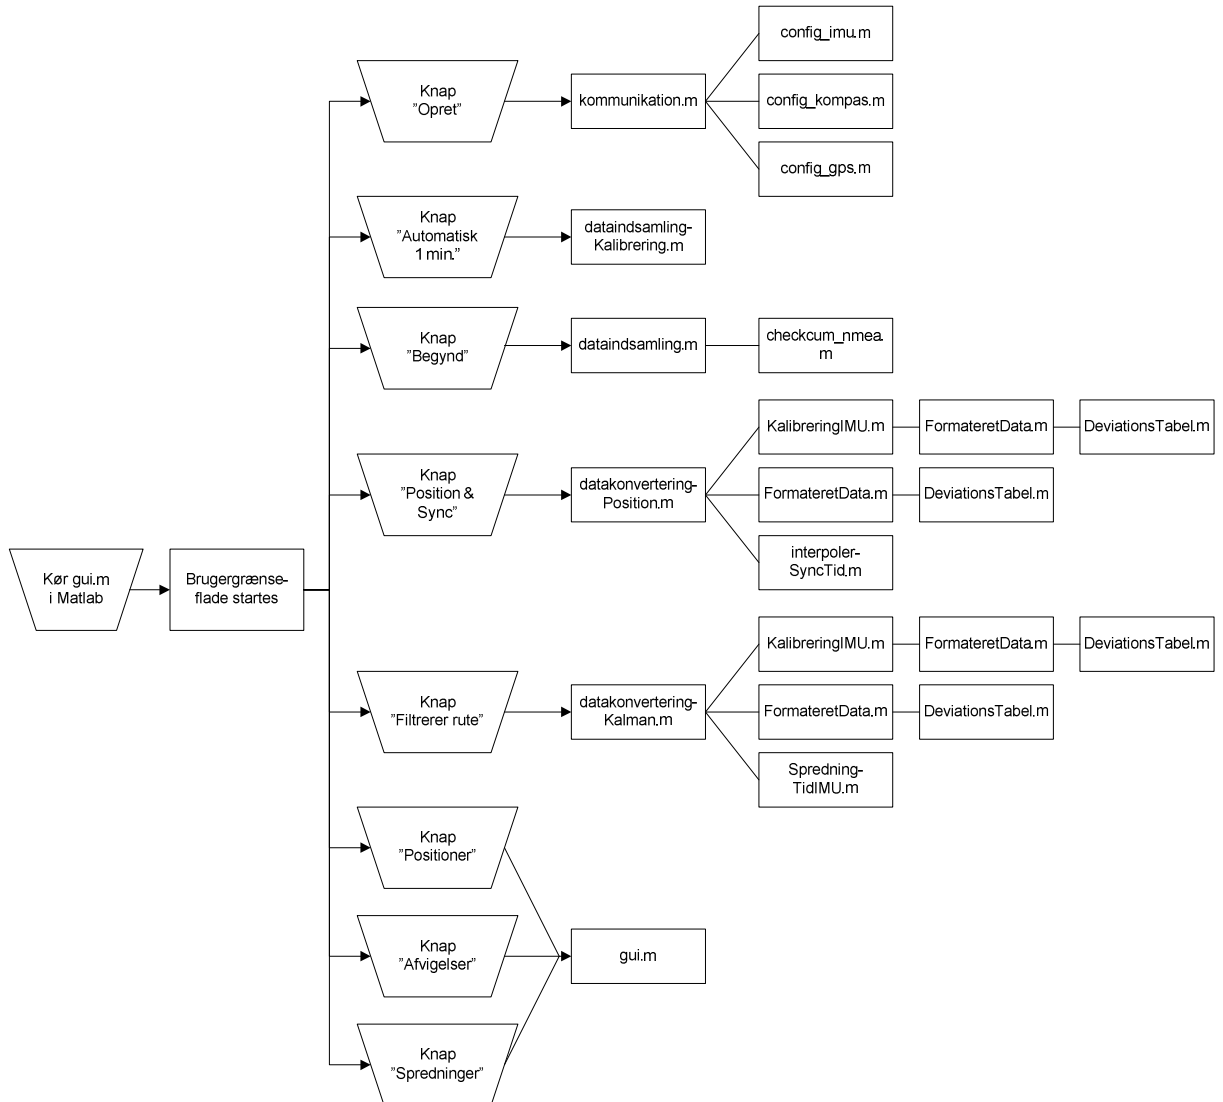 Kør gui.m
i Matlab
Brugergrænse-
flade startes
Knap
"Opret"
kommunikation.m
config_imu.m
config_kompas.m
config_gps.m
Knap
"Automatisk
1 min."
dataindsamling-
Kalibrering.m
Knap
"Begynd"
dataindsamling.m
checkcum_nmea.
m
Knap
"Position &
Sync"
datakonvertering-
Position.m
KalibreringIMU.m
FormateretData.m
DeviationsTabel.m
FormateretData.m
DeviationsTabel.m
interpoler-
SyncTid.m
Knap
"Filtrerer rute"
datakonvertering-
Kalman.m
KalibreringIMU.m
FormateretData.m
DeviationsTabel.m
FormateretData.m
DeviationsTabel.m
Spredning-
TidIMU.m
Knap
"Positioner"
Knap
"Afvigelser"
Knap
"Spredninger"
gui.m